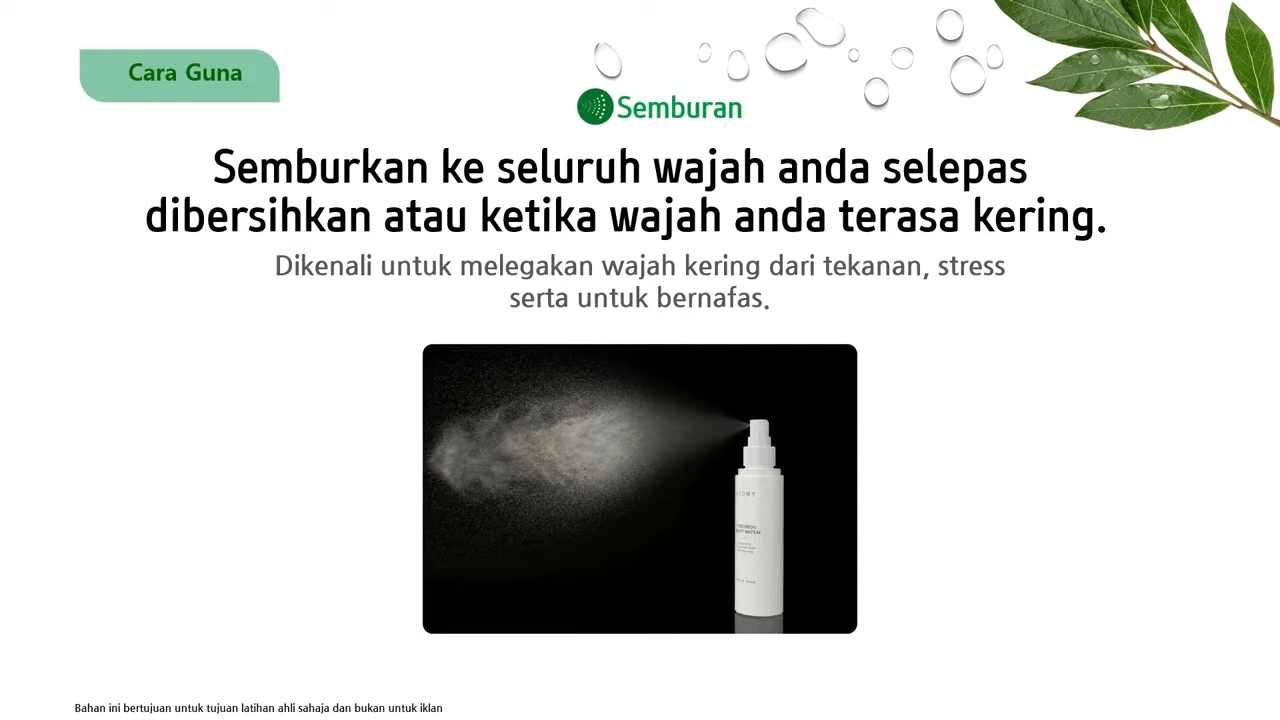 Cara Guna
Semburan
Semburkan ke seluruh wajah anda selepas
dibersihkan atau ketika wajah anda terasa kering.
Dikenali untuk melegakan wajah kering dari tekanan, stress
serta untuk bernafas.
Bahan ini bertujuan untuk tujuan latihan ahli sahaja dan bukan untuk iklan